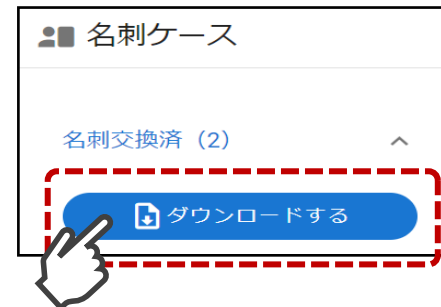 名刺ケース
名刺交換済（2）
ダウンロードする